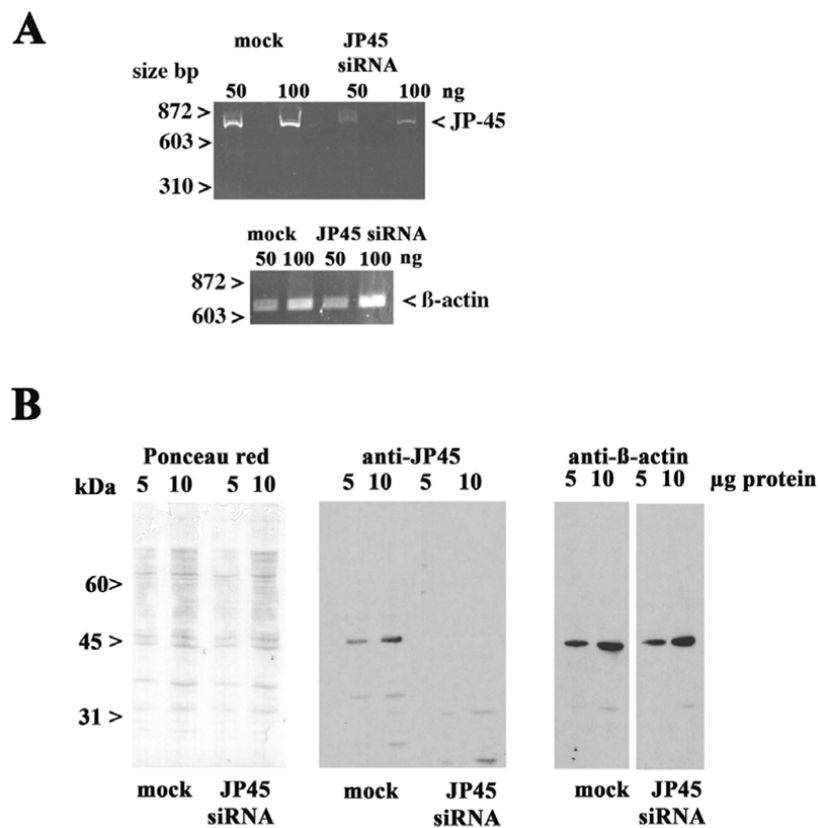 A
mock JP45 siRNA
size bp 50 100 50 100 ng
872 >
603 >
310 >
< JP-45
mock JP45 siRNA
50 100 50 100 ng
872 >
603 >
< ß-actin
B
Ponceau red anti-JP45 anti-ß-actin
kDa 5 10 5 10 5 10 5 10 5 10 5 10 µg protein
60>
45 >
31 >
mock JP45 siRNA mock JP45 siRNA mock JP45 siRNA